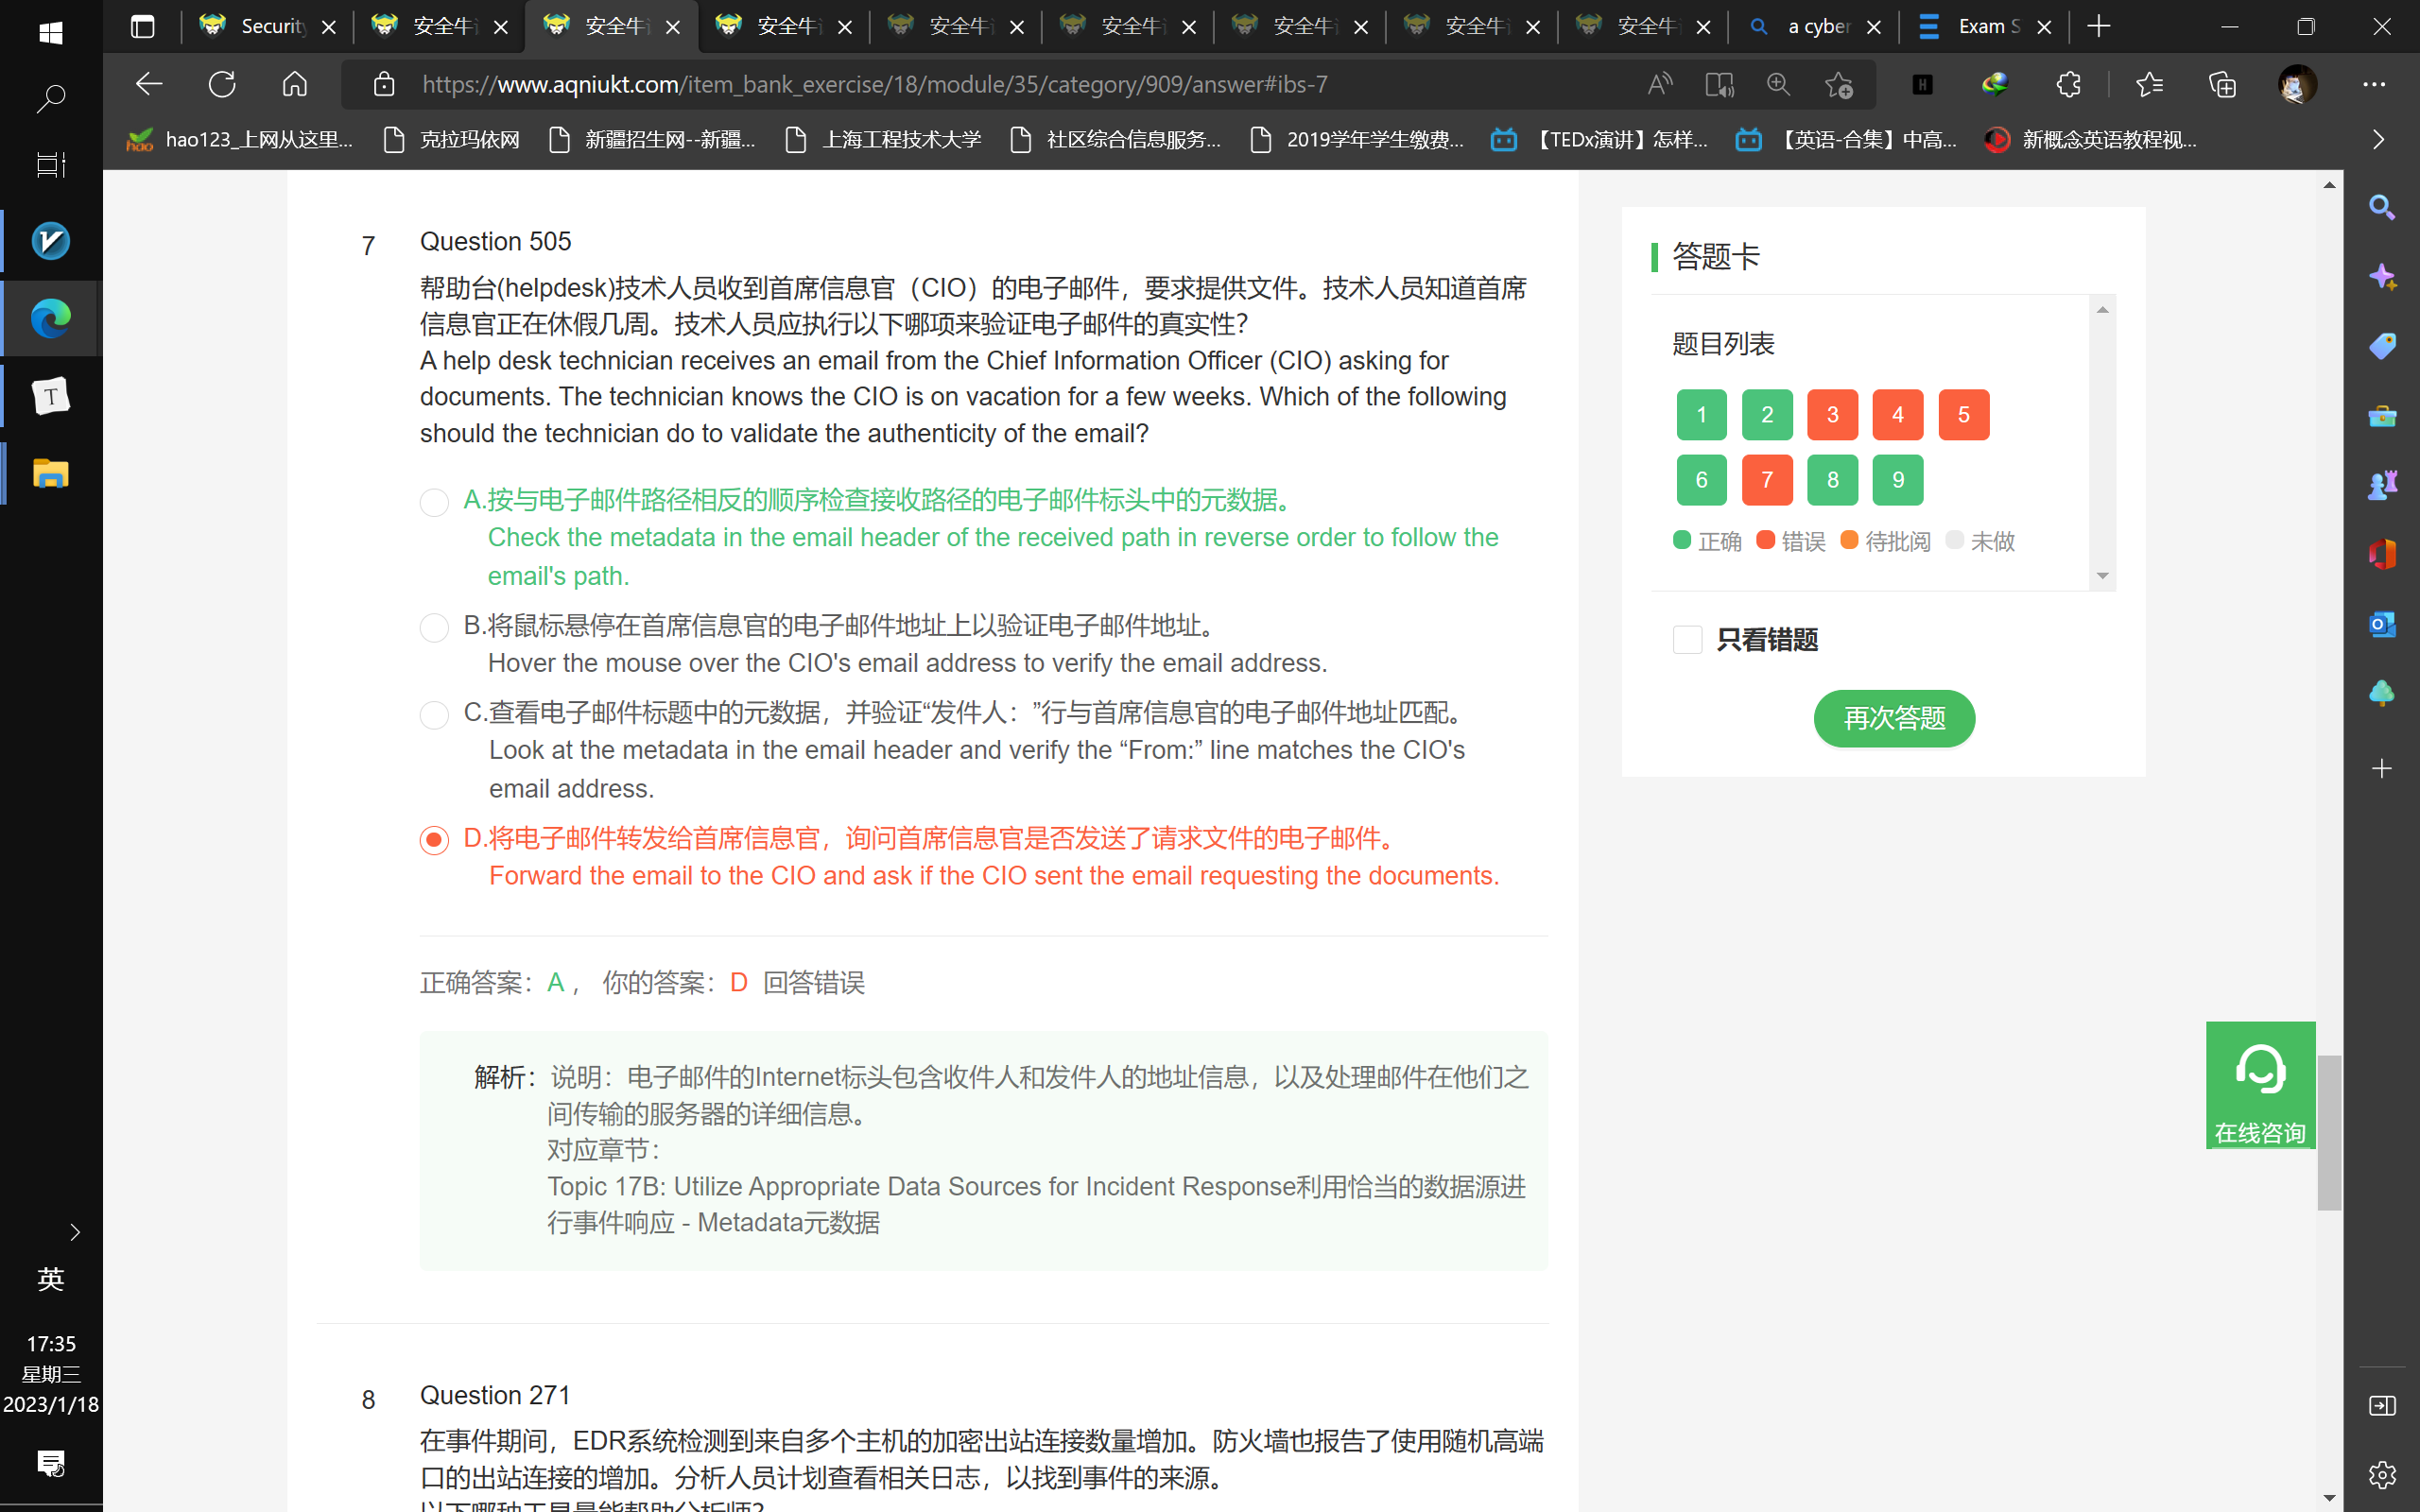 Security
安全牛
安全牛
安全牛
安全牛
安全牛
安全牛
安全牛
安全牛
a cyber
Exam S
https://www.aqniukt.com/item_bank_exercise/18/module/35/category/909/answer#ibs-7
hao123_上网从这里...
克拉玛依网
新疆招生网--新疆...
上海工程技术大学
社区综合信息服务...
2019学年学生缴费...
【TEDx演讲】怎样...
【英语-合集】中高...
新概念英语教程视...
7
Question 505
帮助台(helpdesk)技术人员收到首席信息官（CIO）的电子邮件，要求提供文件。技术人员知道首席
信息官正在休假几周。技术人员应执行以下哪项来验证电子邮件的真实性？
A help desk technician receives an email from the Chief Information Officer (CIO) asking for
documents. The technician knows the CIO is on vacation for a few weeks. Which of the following
should the technician do to validate the authenticity of the email?
A.按与电子邮件路径相反的顺序检查接收路径的电子邮件标头中的元数据。
Check the metadata in the email header of the received path in reverse order to follow the
email's path.
B.将鼠标悬停在首席信息官的电子邮件地址上以验证电子邮件地址。
Hover the mouse over the CIO's email address to verify the email address.
C.查看电子邮件标题中的元数据，并验证“发件人：”行与首席信息官的电子邮件地址匹配。
Look at the metadata in the email header and verify the “From:” line matches the CIO's
email address.
D.将电子邮件转发给首席信息官，询问首席信息官是否发送了请求文件的电子邮件。
Forward the email to the CIO and ask if the CIO sent the email requesting the documents.
正确答案：A， 你的答案：D 回答错误
解析：说明：电子邮件的Internet标头包含收件人和发件人的地址信息，以及处理邮件在他们之
间传输的服务器的详细信息。
对应章节：
Topic 17B: Utilize Appropriate Data Sources for Incident Response利用恰当的数据源进
行事件响应 - Metadata元数据
8
Question 271
在事件期间，EDR系统检测到来自多个主机的加密出站连接数量增加。防火墙也报告了使用随机高端
口的出站连接的增加。分析人员计划查看相关日志，以找到事件的来源。
以下哪种工具最能帮助分析师？
答题卡
题目列表
1 2 3 4 5
6 7 8 9
正确 错误 待批阅 未做
只看错题
再次答题
在线咨询
英
17:35
星期三
2023/1/18